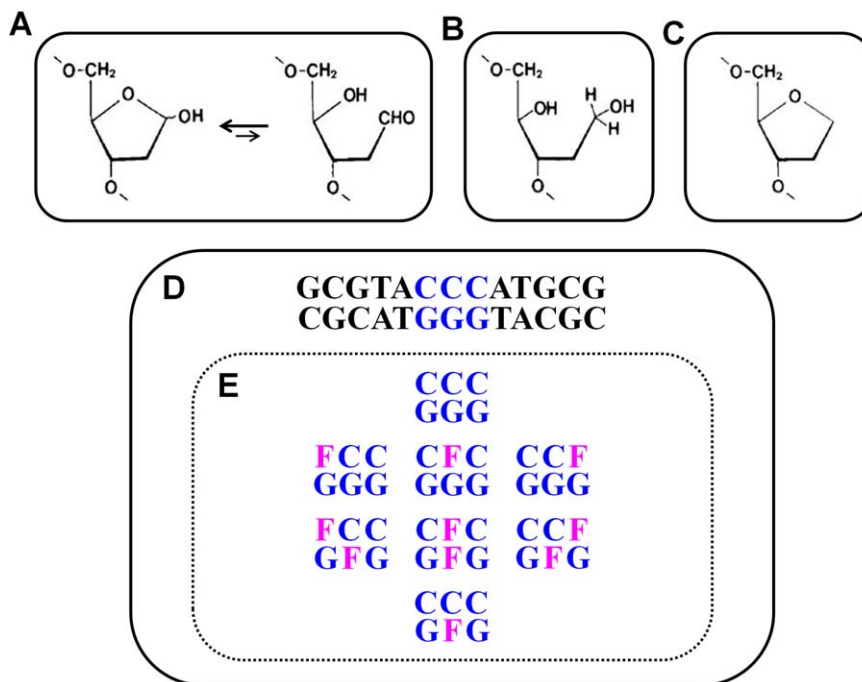 A
B
C
O-CH2
O
OH
O
O-CH2
OH
CHO
O
O-CH2
OH
H
OH
H
O
O-CH2
O
O
D
GCGTACCCATGCG
CGCATGGGTACGC
E
CCC
GGG
FCC CFC CCF
GGG GGG GGG
FCC CFC CCF
GFG GFG GFG
CCC
GFG